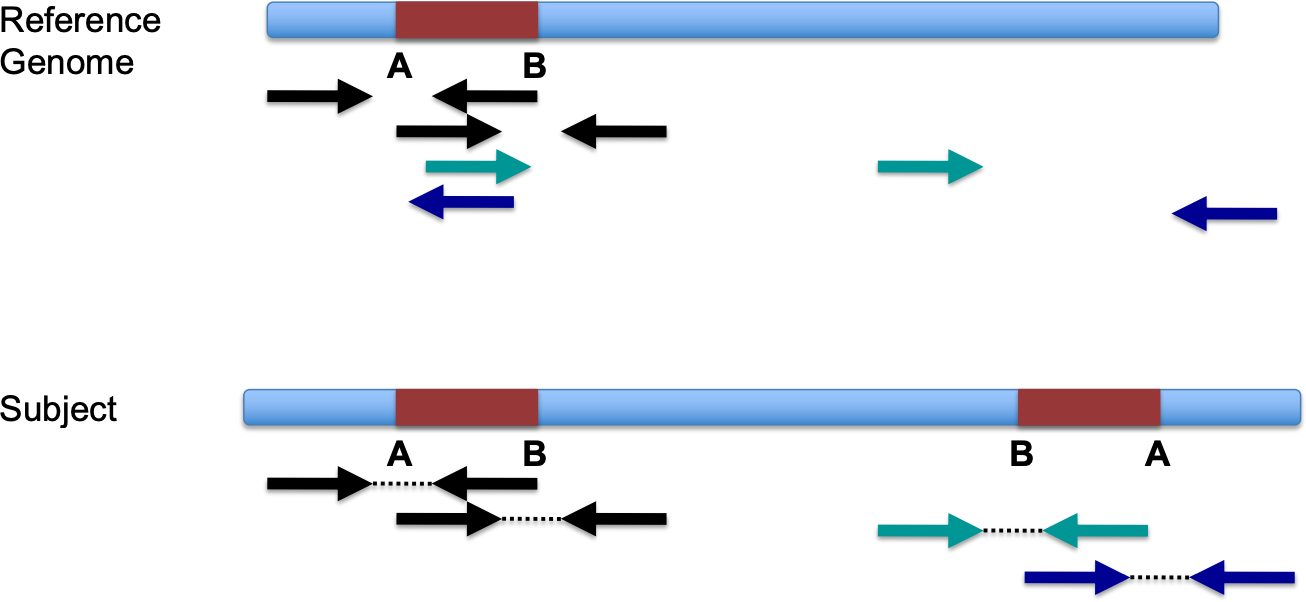 Reference
Genome
A B
Subject
A B B A